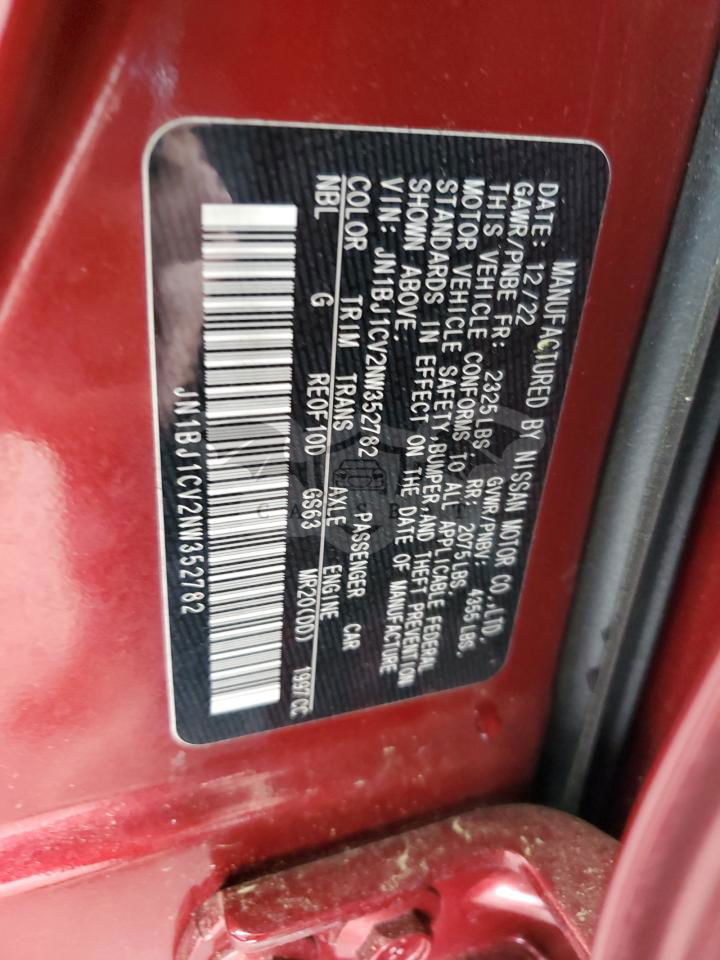 MANUFACTURED BY NISSAN MOTOR CO.,LTD.
DATE: 12/22 GVWR/PNBV: 4355 LBS.
GAWR/PNBE FR: 2325LBS RR: 2075LBS.
THIS VEHICLE CONFORMS TO ALL APPLICABLE FEDERAL
MOTOR VEHICLE SAFETY,BUMPER,AND THEFT PREVENTION
STANDARDS IN EFFECT ON THE DATE OF MANUFACTURE
SHOWN ABOVE.
VIN: JN1BJ1CV2NW352782 PASSENGER CAR
COLOR TRIM TRANS AXLE ENGINE
NBL G RE0F10D GS63 MR20(DD) 1997CC
JN1BJ1CV2NW352782